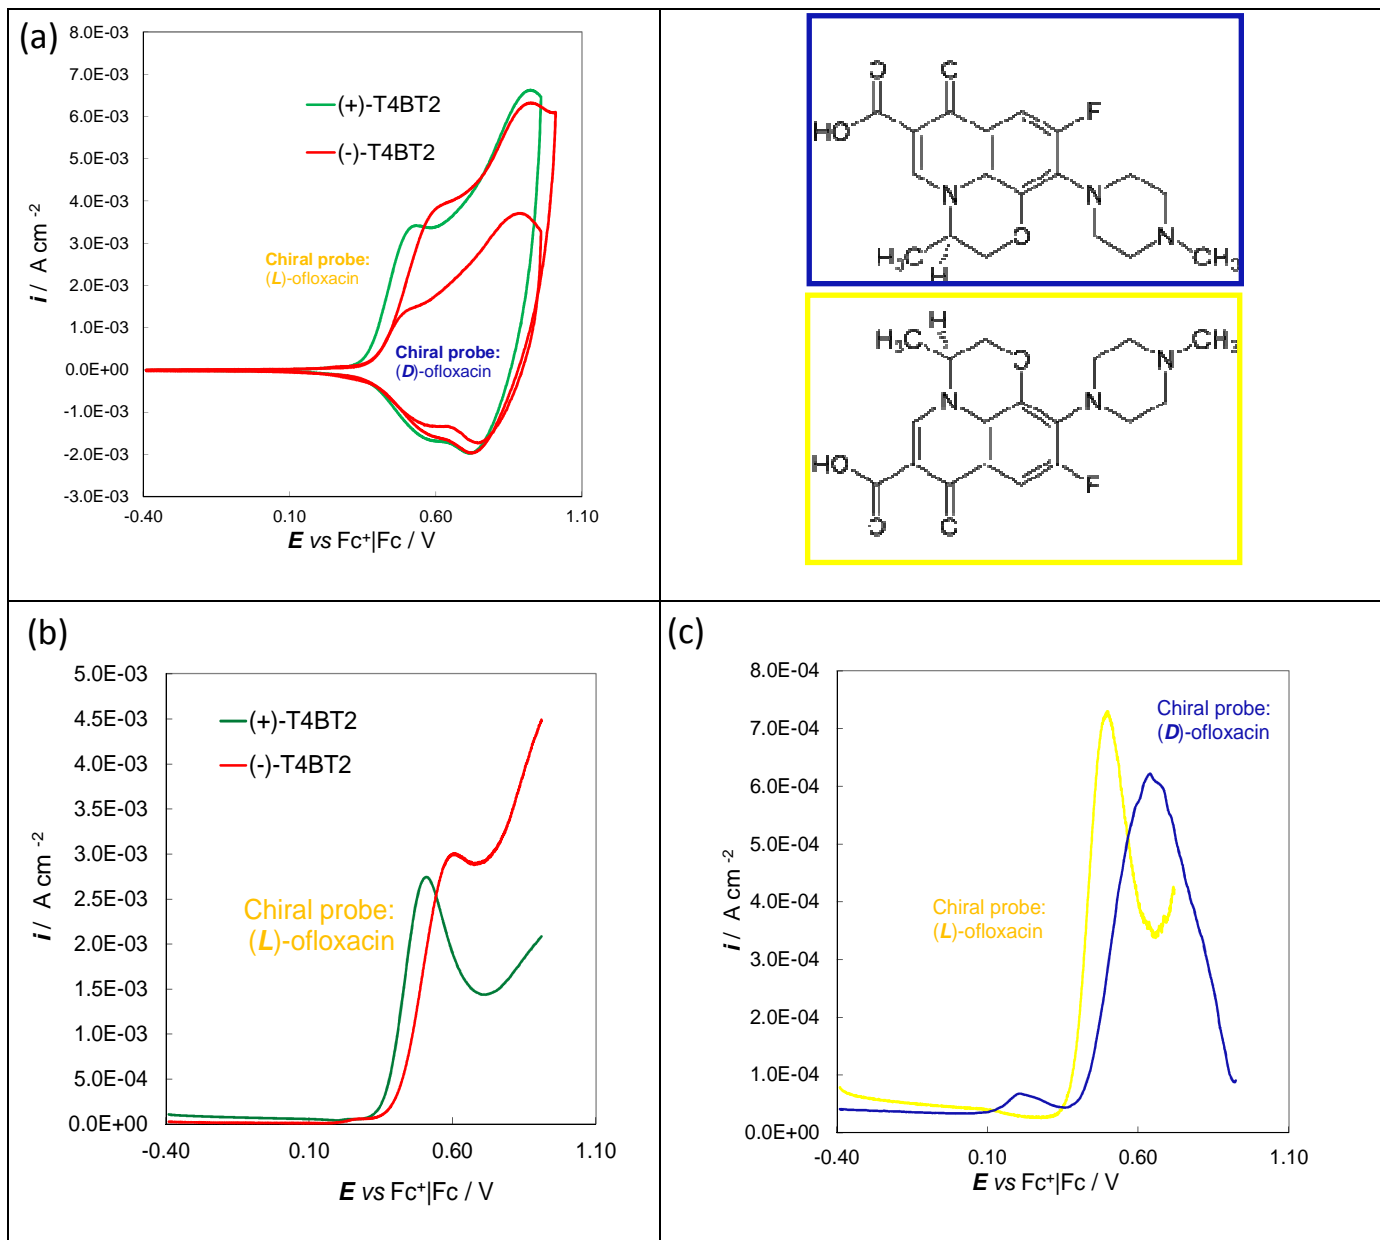 (a)
8.0E-03
7.0E-03
6.0E-03
5.0E-03
4.0E-03
3.0E-03
2.0E-03
1.0E-03
0.0E+00
-1.0E-03
-2.0E-03
-3.0E-03
-0.40 0.10 0.60 1.10
i / A cm -2
E vs Fc+|Fc / V
(+)-T4BT2
(-)-T4BT2
Chiral probe:
(L)-ofloxacin
Chiral probe:
(D)-ofloxacin
O O
F
HO
N N
O N
H3C CH3
H
H
H3C CH3
O N
N N
HO
F
O O
(b)
5.0E-03
4.5E-03
4.0E-03
3.5E-03
3.0E-03
2.5E-03
2.0E-03
1.5E-03
1.0E-03
5.0E-04
0.0E+00
-0.40 0.10 0.60 1.10
i / A cm -2
E vs Fc+|Fc / V
(+)-T4BT2
(-)-T4BT2
Chiral probe:
(L)-ofloxacin
(c)
8.0E-04
7.0E-04
6.0E-04
5.0E-04
4.0E-04
3.0E-04
2.0E-04
1.0E-04
0.0E+00
-0.40 0.10 0.60 1.10
i / A cm -2
E vs Fc+|Fc / V
Chiral probe:
(D)-ofloxacin
Chiral probe:
(L)-ofloxacin